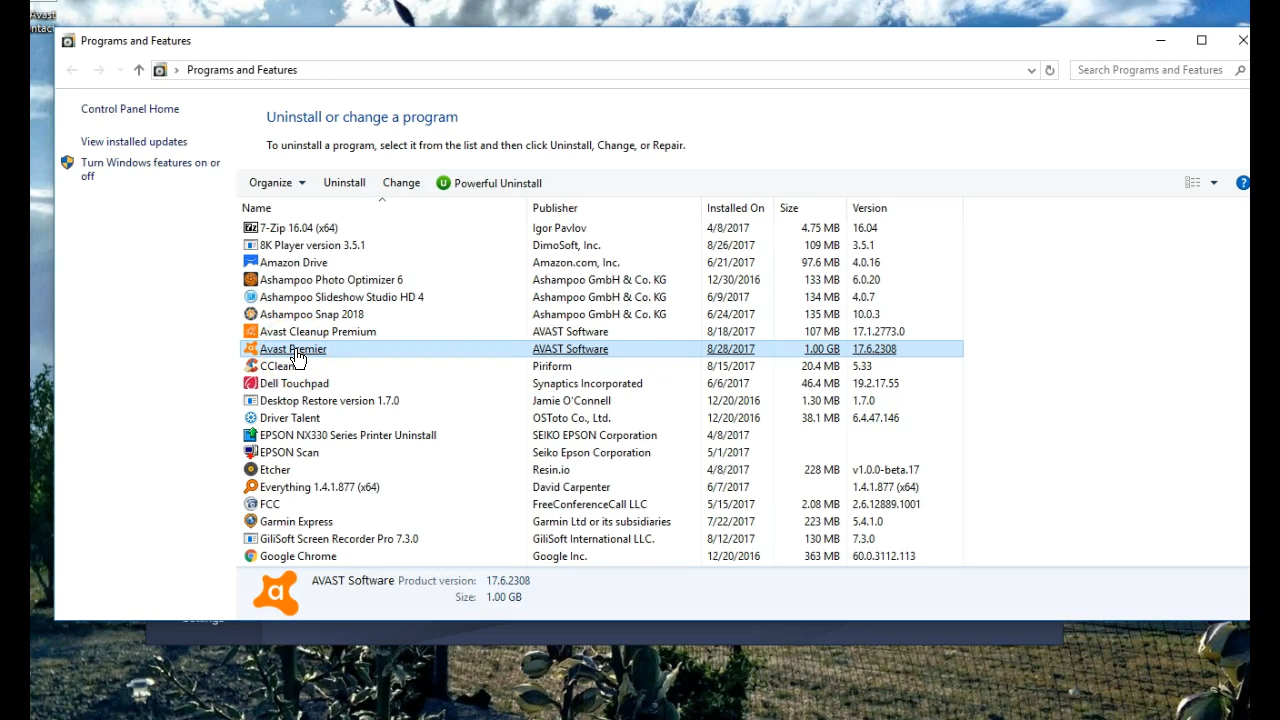 Avast
Programs and Features
Programs and Features
Search Programs and Features
Control Panel Home
View installed updates
Turn Windows features on or
off
Uninstall or change a program
To uninstall a program, select it from the list and then click Uninstall, Change, or Repair.
Organize Uninstall Change Powerful Uninstall
Name Publisher Installed On Size Version
7-Zip 16.04 (x64) Igor Pavlov 4/8/2017 4.75 MB 16.04
8K Player version 3.5.1 DimoSoft, Inc. 8/26/2017 109 MB 3.5.1
Amazon Drive Amazon.com, Inc. 6/21/2017 97.6 MB 4.0.16
Ashampoo Photo Optimizer 6 Ashampoo GmbH & Co. KG 12/30/2016 133 MB 6.0.20
Ashampoo Slideshow Studio HD 4 Ashampoo GmbH & Co. KG 6/9/2017 134 MB 4.0.7
Ashampoo Snap 2018 Ashampoo GmbH & Co. KG 6/24/2017 135 MB 10.0.3
Avast Cleanup Premium AVAST Software 8/18/2017 107 MB 17.1.2773.0
Avast Premier AVAST Software 8/28/2017 1.00 GB 17.6.2308
CClean Piriform 8/15/2017 20.4 MB 5.33
Dell Touchpad Synaptics Incorporated 6/6/2017 46.4 MB 19.2.17.55
Desktop Restore version 1.7.0 Jamie O'Connell 12/20/2016 1.30 MB 1.7.0
Driver Talent OSToto Co., Ltd. 12/20/2016 38.1 MB 6.4.47.146
EPSON NX330 Series Printer Uninstall SEIKO EPSON Corporation 4/8/2017
EPSON Scan Seiko Epson Corporation 5/1/2017
Etcher Resin.io 4/8/2017 228 MB v1.0.0-beta.17
Everything 1.4.1.877 (x64) David Carpenter 6/7/2017 1.4.1.877 (x64)
FCC FreeConferenceCall LLC 5/15/2017 2.08 MB 2.6.12889.1001
Garmin Express Garmin Ltd or its subsidiaries 7/22/2017 223 MB 5.4.1.0
GiliSoft Screen Recorder Pro 7.3.0 GiliSoft International LLC. 8/12/2017 130 MB 7.3.0
Google Chrome Google Inc. 12/20/2016 363 MB 60.0.3112.113
AVAST Software Product version: 17.6.2308
Size: 1.00 GB